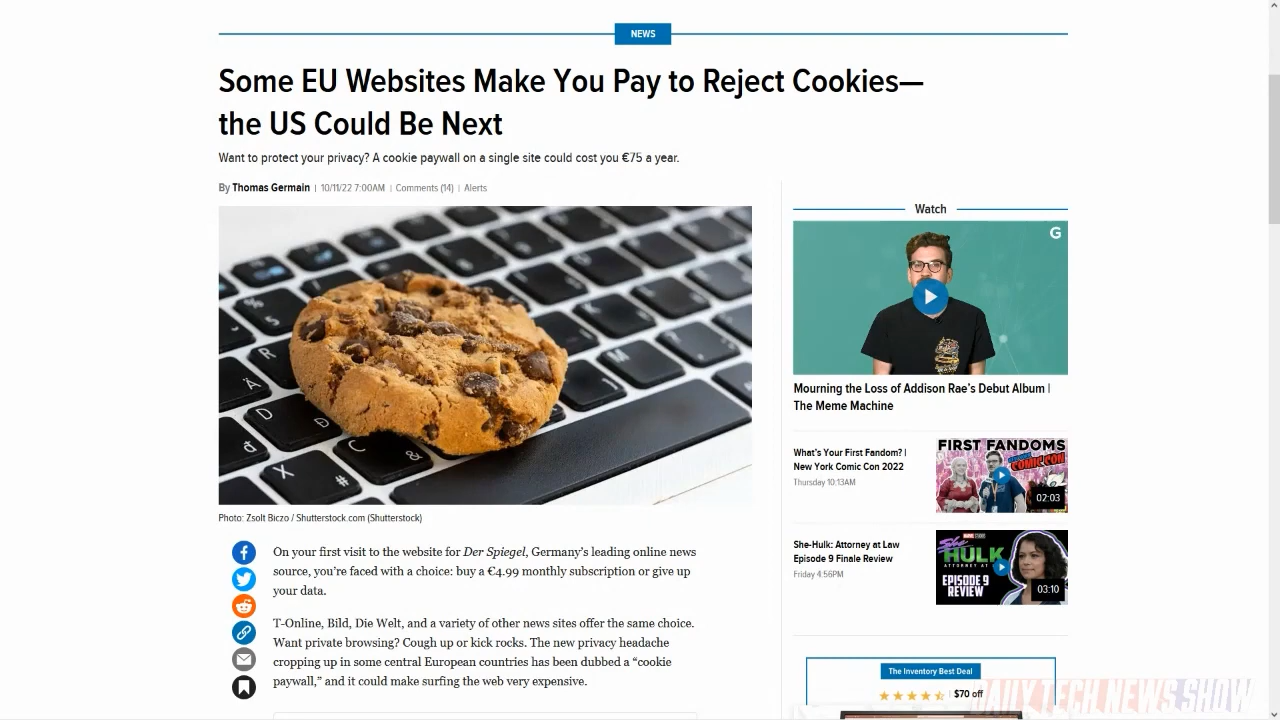 NEWS
Some EU Websites Make You Pay to Reject Cookies—
the US Could Be Next
Want to protect your privacy? A cookie paywall on a single site could cost you €75 a year.
By Thomas Germain | 10/11/22 7:00AM | Comments (14) | Alerts
Photo: Zsolt Biczo / Shutterstock.com (Shutterstock)
On your first visit to the website for Der Spiegel, Germany's leading online news
source, you're faced with a choice: buy a €4.99 monthly subscription or give up
your data.
T-Online, Bild, Die Welt, and a variety of other news sites offer the same choice.
Want private browsing? Cough up or kick rocks. The new privacy headache
cropping up in some central European countries has been dubbed a “cookie
paywall,” and it could make surfing the web very expensive.
Watch
G
Mourning the Loss of Addison Rae's Debut Album |
The Meme Machine
What's Your First Fandom? |
New York Comic Con 2022
Thursday 10:13AM
FIRST FANDOMS
COMIC CON
02:03
She-Hulk: Attorney at Law
Episode 9 Finale Review
Friday 4:56PM
She
HULK
ATTORNEY AT
EPISODE 9
REVIEW
03:10
The Inventory Best Deal
$70 off
DAILY TECH NEWS SHOW
R
Ä
D
C
&
X
#
M
5